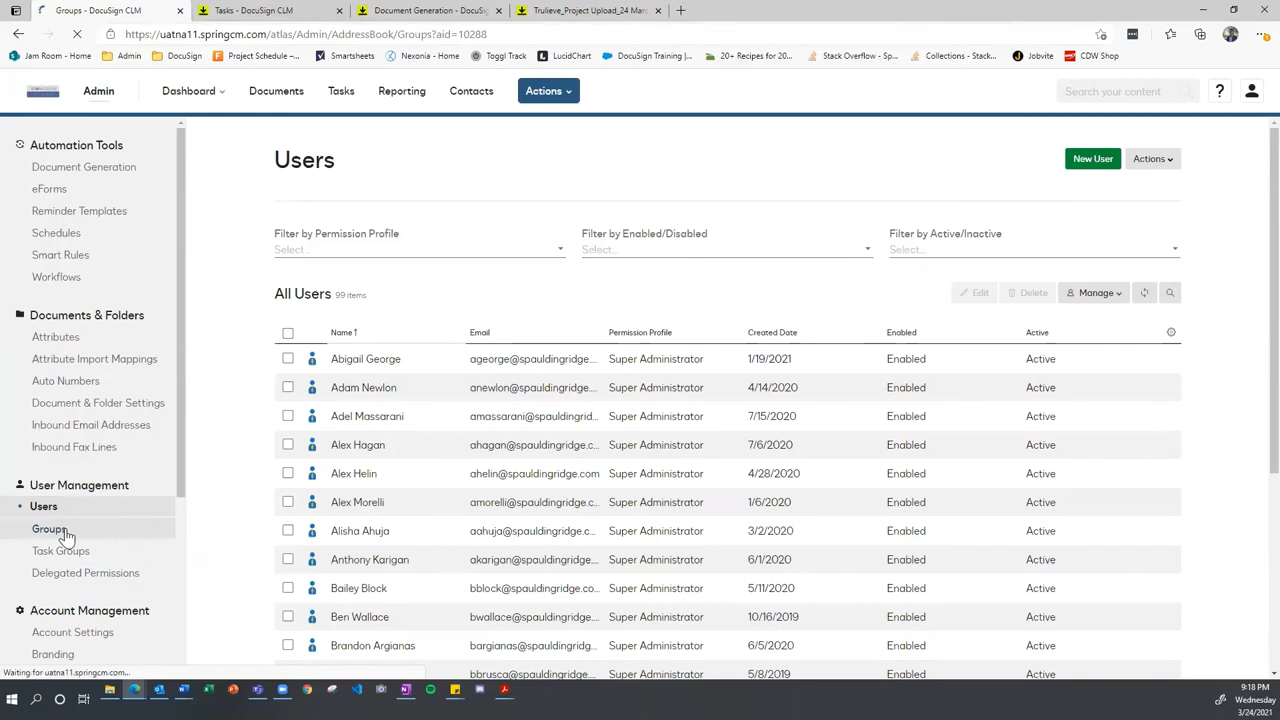 Groups - DocuSign CLM
Tasks - DocuSign CLM
Document Generation - DocuSig
Trulieve_Project Upload_24 Marc
https://uatna11.springcm.com/atlas/Admin/AddressBook/Groups?aid=10288
Jam Room - Home
Admin
DocuSign
Project Schedule –...
Smartsheets
Nexonia - Home
Toggl Track
LucidChart
DocuSign Training |...
20+ Recipes for 20...
Stack Overflow - Sp...
Collections - Stack...
Jobvite
CDW Shop
Admin
Dashboard
Documents
Tasks
Reporting
Contacts
Actions
Search your content
?
Automation Tools
Document Generation
eForms
Reminder Templates
Schedules
Smart Rules
Workflows
Documents & Folders
Attributes
Attribute Import Mappings
Auto Numbers
Document & Folder Settings
Inbound Email Addresses
Inbound Fax Lines
User Management
Users
Groups
Task Groups
Delegated Permissions
Account Management
Account Settings
Branding
Waiting for uatna11.springcm.com...
Users
New User
Actions
Filter by Permission Profile
Select...
Filter by Enabled/Disabled
Select...
Filter by Active/Inactive
Select...
All Users 99 items
Edit
Delete
Manage
Name ↑ Email Permission Profile Created Date Enabled Active
Abigail George ageorge@spauldingridge.... Super Administrator 1/19/2021 Enabled Active
Adam Newlon anewlon@spauldingridge.... Super Administrator 4/14/2020 Enabled Active
Adel Massarani amassarani@spauldingrid... Super Administrator 7/15/2020 Enabled Active
Alex Hagan ahagan@spauldingridge.c... Super Administrator 7/6/2020 Enabled Active
Alex Helin ahelin@spauldingridge.com Super Administrator 4/28/2020 Enabled Active
Alex Morelli amorelli@spauldingridge.c... Super Administrator 1/6/2020 Enabled Active
Alisha Ahuja aahuja@spauldingridge.c... Super Administrator 3/2/2020 Enabled Active
Anthony Karigan akarigan@spauldingridge.... Super Administrator 6/1/2020 Enabled Active
Bailey Block bblock@spauldingridge.co... Super Administrator 5/11/2020 Enabled Active
Ben Wallace bwallace@spauldingridge.... Super Administrator 10/16/2019 Enabled Active
Brandon Argianas bargianas@spauldingridge... Super Administrator 6/5/2020 Enabled Active
bbrusca@spauldingridge.... Super Administrator 5/8/2019 Enabled Active
9:18 PM
Wednesday
3/24/2021